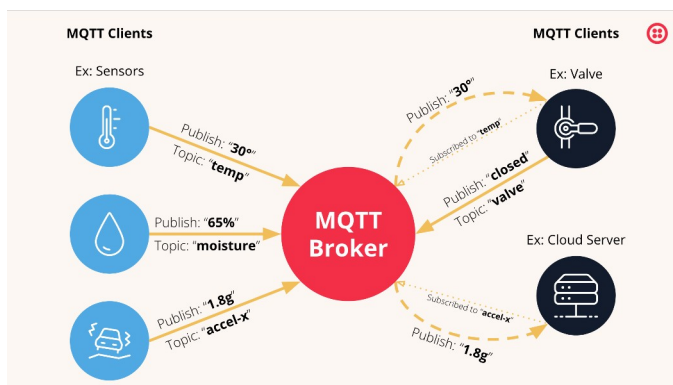 MQTT Clients
MQTT Clients
Ex: Sensors
Ex: Valve
Publish: “30°”
Topic: “temp”
Publish: “30°”
Subscribed to “temp”
Publish: “closed”
Topic: “valve”
Publish: “65%”
Topic: “moisture”
MQTT
Broker
Ex: Cloud Server
Publish: “1.8g”
Topic: “accel-x”
Subscribed to “accel-x”
Publish: “1.8g”